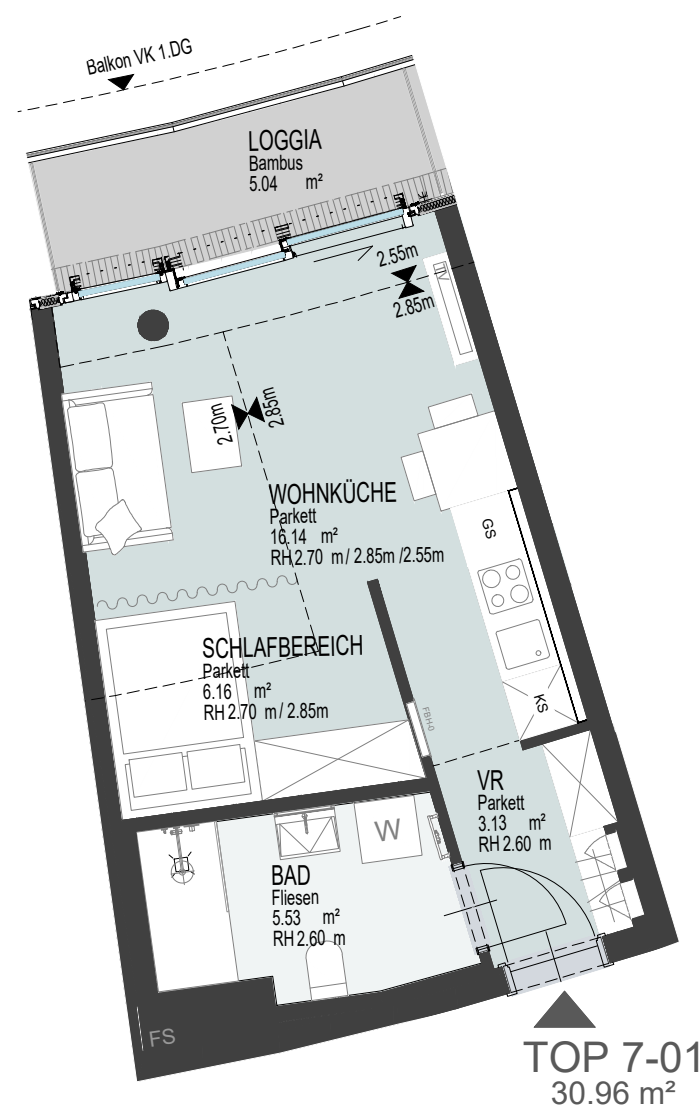 Balkon VK 1.DG
LOGGIA
Bambus
5.04 m²
2.55m
2.85m
2.70m
2.85m
WOHNKÜCHE
Parkett
16.14 m²
RH 2.70 m / 2.85m /2.55m
GS
SCHLAFBEREICH
Parkett
6.16 m²
RH 2.70 m / 2.85m
KS
FBH-0
VR
Parkett
3.13 m²
RH 2.60 m
W
BAD
Fliesen
5.53 m²
RH 2.60 m
FS
TOP 7-01
30.96 m²